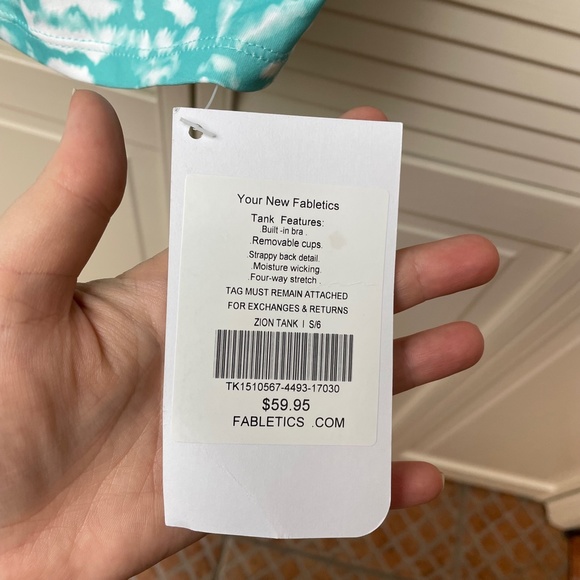 Your New Fabletics
Tank Features:
.Built -in bra .
.Removable cups.
.Strappy back detail.
.Moisture wicking.
.Four-way stretch .
TAG MUST REMAIN ATTACHED
FOR EXCHANGES & RETURNS
ZION TANK | S/6
TK1510567-4493-17030
$59.95
FABLETICS .COM